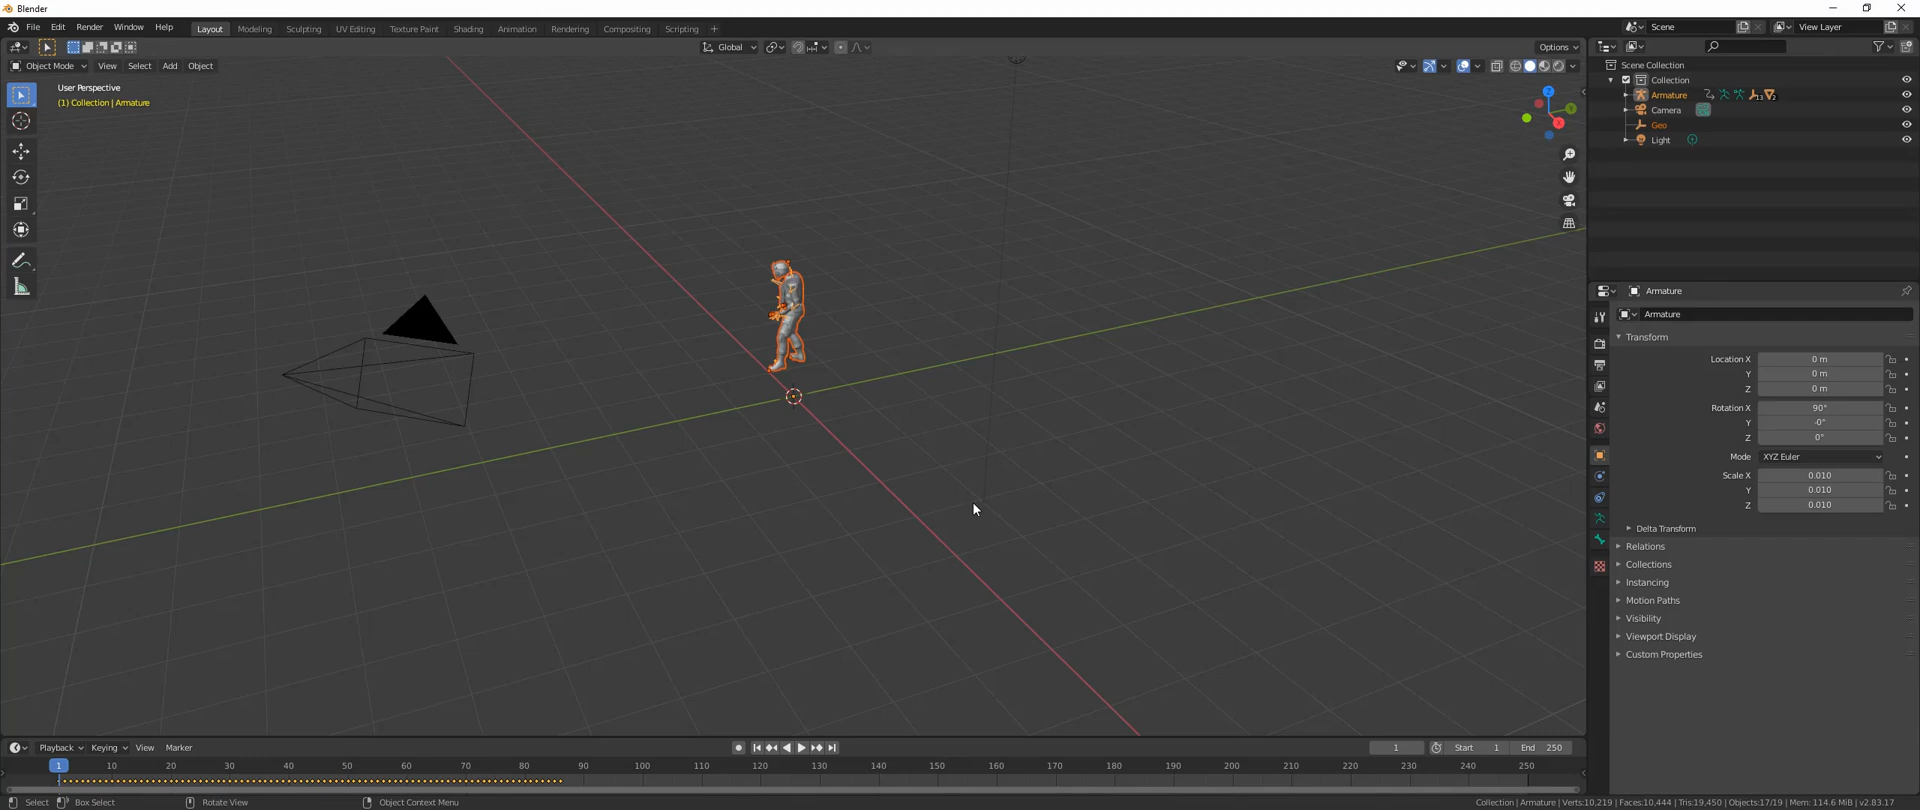 Blender
File Edit Render Window Help
Layout Modeling Sculpting UV Editing Texture Paint Shading Animation Rendering Compositing Scripting +
Scene View Layer
Global Options
Object Mode View Select Add Object
User Perspective
(1) Collection | Armature
Z
Y
X
Scene Collection
Collection
Armature 13 2
Camera
Geo
Light
Armature
Armature
Transform
Location X 0 m
Y 0 m
Z 0 m
Rotation X 90°
Y -0°
Z 0°
Mode XYZ Euler
Scale X 0.010
Y 0.010
Z 0.010
Delta Transform
Relations
Collections
Instancing
Motion Paths
Visibility
Viewport Display
Custom Properties
Playback Keying View Marker 1 Start 1 End 250
1 10 20 30 40 50 60 70 80 90 100 110 120 130 140 150 160 170 180 190 200 210 220 230 240 250
Select Box Select Rotate View Object Context Menu Collection | Armature | Verts:10,219 | Faces:10,444 | Tris:19,450 | Objects:17/19 | Mem: 114.6 MiB | v2.83.17